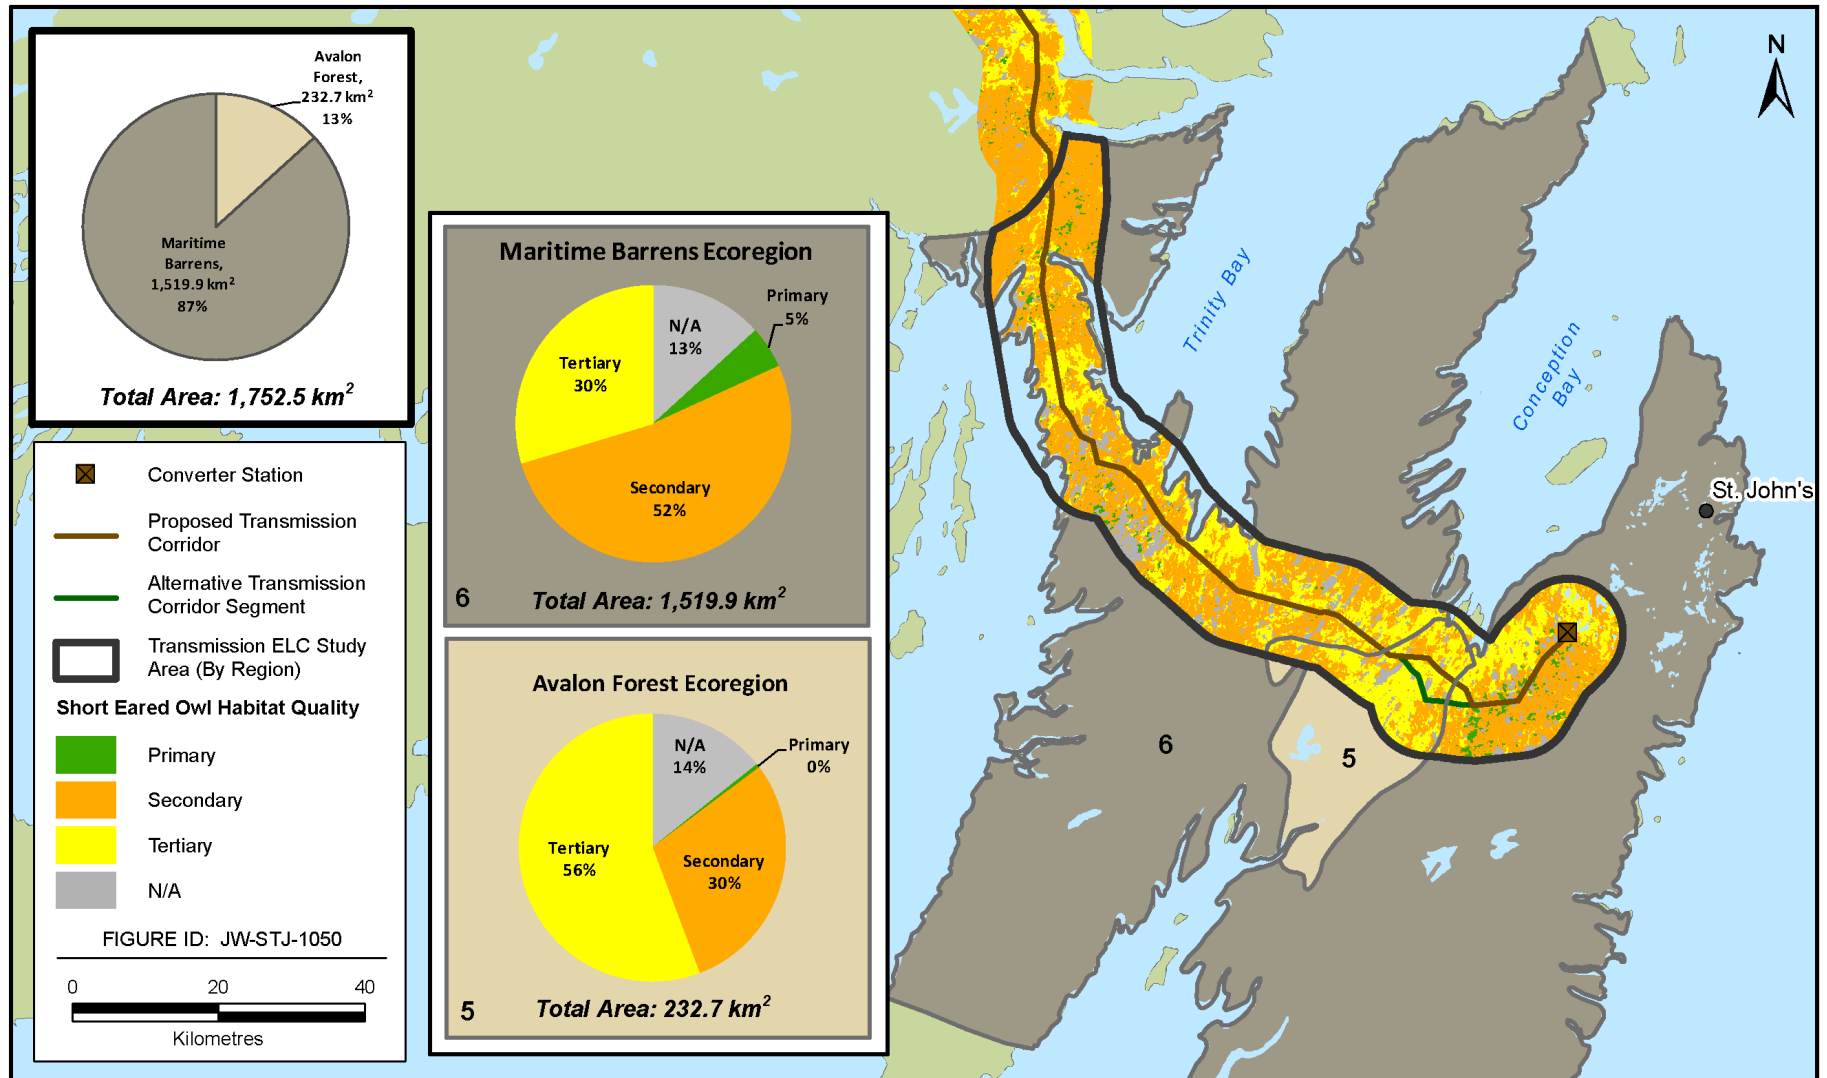 Avalon
Forest,
232.7 km²
13%
Maritime
Barrens,
1,519.9 km²
87%
Total Area: 1,752.5 km²
Converter Station
Proposed Transmission
Corridor
Alternative Transmission
Corridor Segment
Transmission ELC Study
Area (By Region)
Short Eared Owl Habitat Quality
Primary
Secondary
Tertiary
N/A
FIGURE ID: JW-STJ-1050
0 20 40
Kilometres
Maritime Barrens Ecoregion
N/A
13%
Primary
5%
Tertiary
30%
Secondary
52%
6
Total Area: 1,519.9 km²
Avalon Forest Ecoregion
N/A
14%
Primary
0%
Tertiary
56%
Secondary
30%
5
Total Area: 232.7 km²
N
Trinity Bay
Conception
Bay
St. John's
6
5